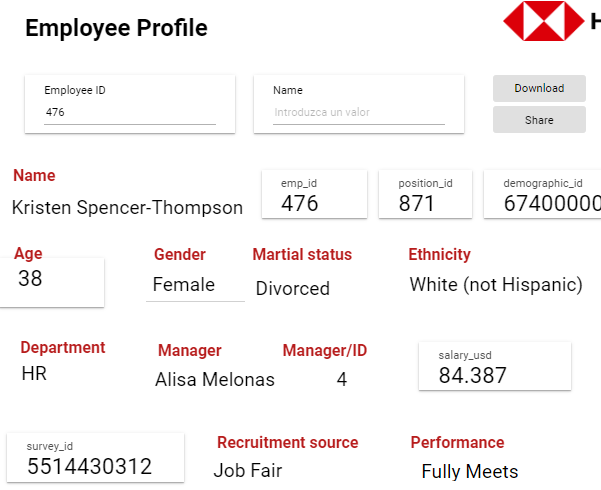 Employee Profile
H
Employee ID
476
Name
Introduzca un valor
Download
Share
Name
Kristen Spencer-Thompson
emp_id
476
position_id
871
demographic_id
67400000
Age
38
Gender
Female
Martial status
Divorced
Ethnicity
White (not Hispanic)
Department
HR
Manager
Alisa Melonas
Manager/ID
4
salary_usd
84.387
survey_id
5514430312
Recruitment source
Job Fair
Performance
Fully Meets